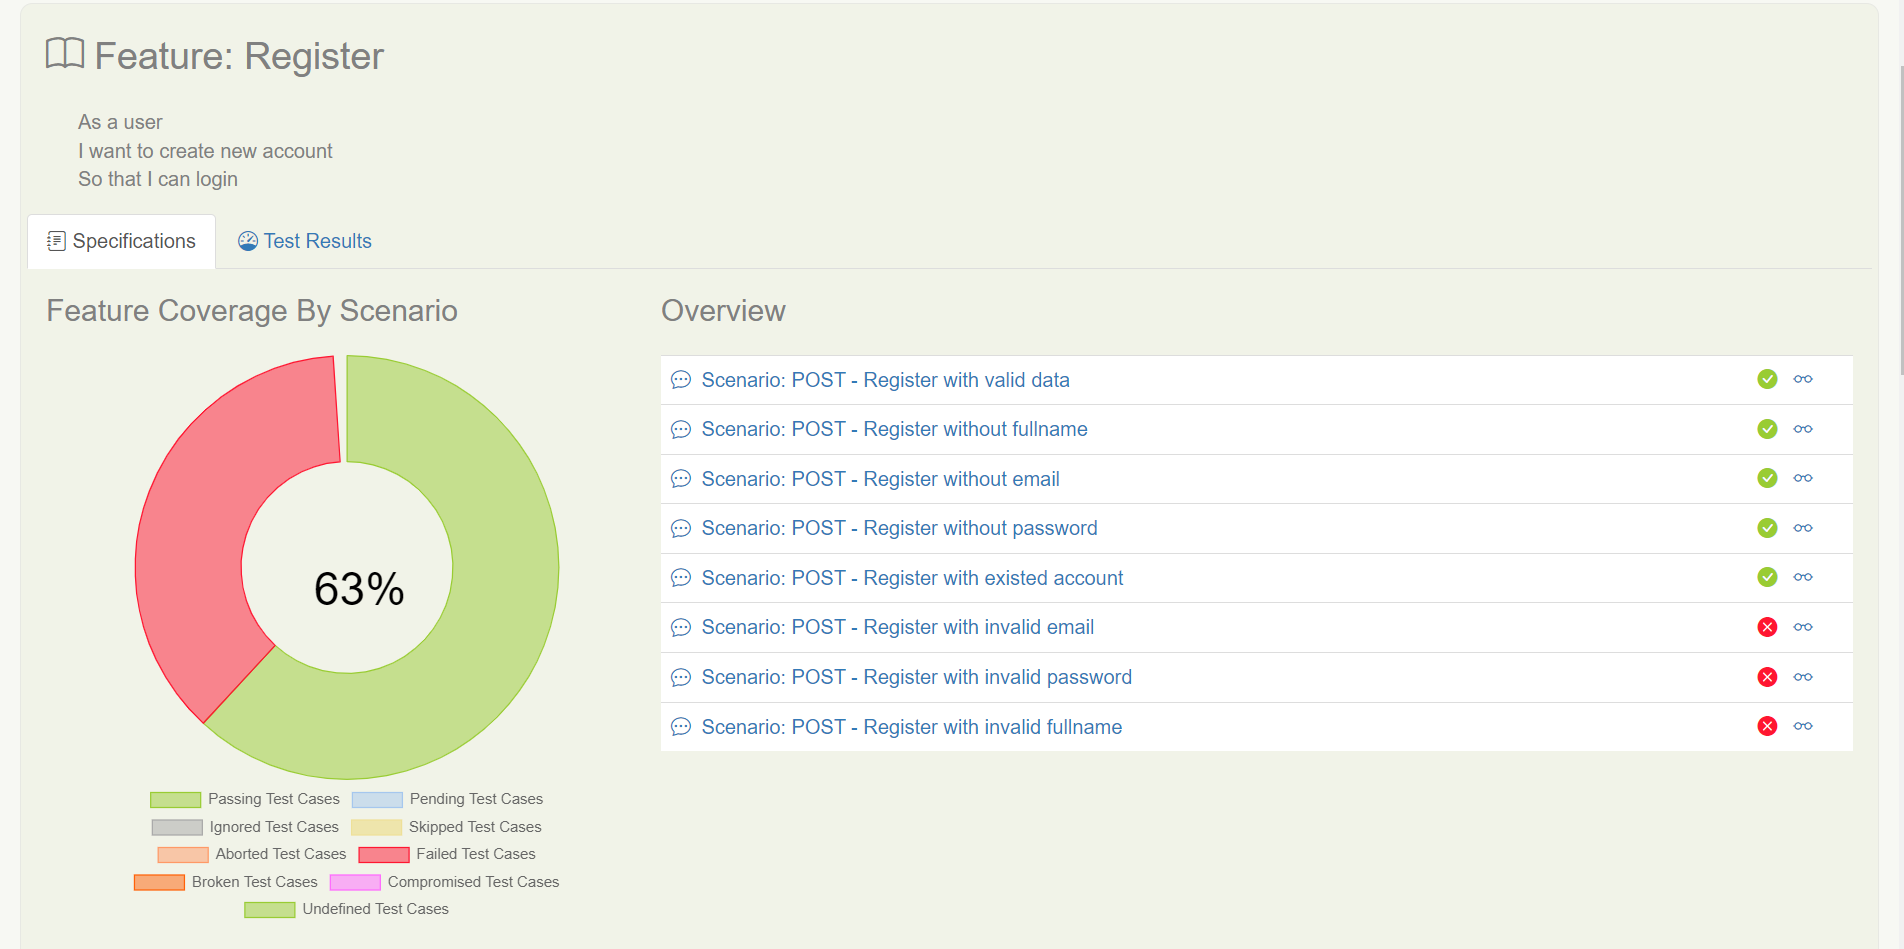 Feature: Register
As a user
I want to create new account
So that I can login
Specifications
Test Results
Feature Coverage By Scenario
63%
Passing Test Cases
Pending Test Cases
Ignored Test Cases
Skipped Test Cases
Aborted Test Cases
Failed Test Cases
Broken Test Cases
Compromised Test Cases
Undefined Test Cases
Overview
Scenario: POST - Register with valid data
Scenario: POST - Register without fullname
Scenario: POST - Register without email
Scenario: POST - Register without password
Scenario: POST - Register with existed account
Scenario: POST - Register with invalid email
Scenario: POST - Register with invalid password
Scenario: POST - Register with invalid fullname